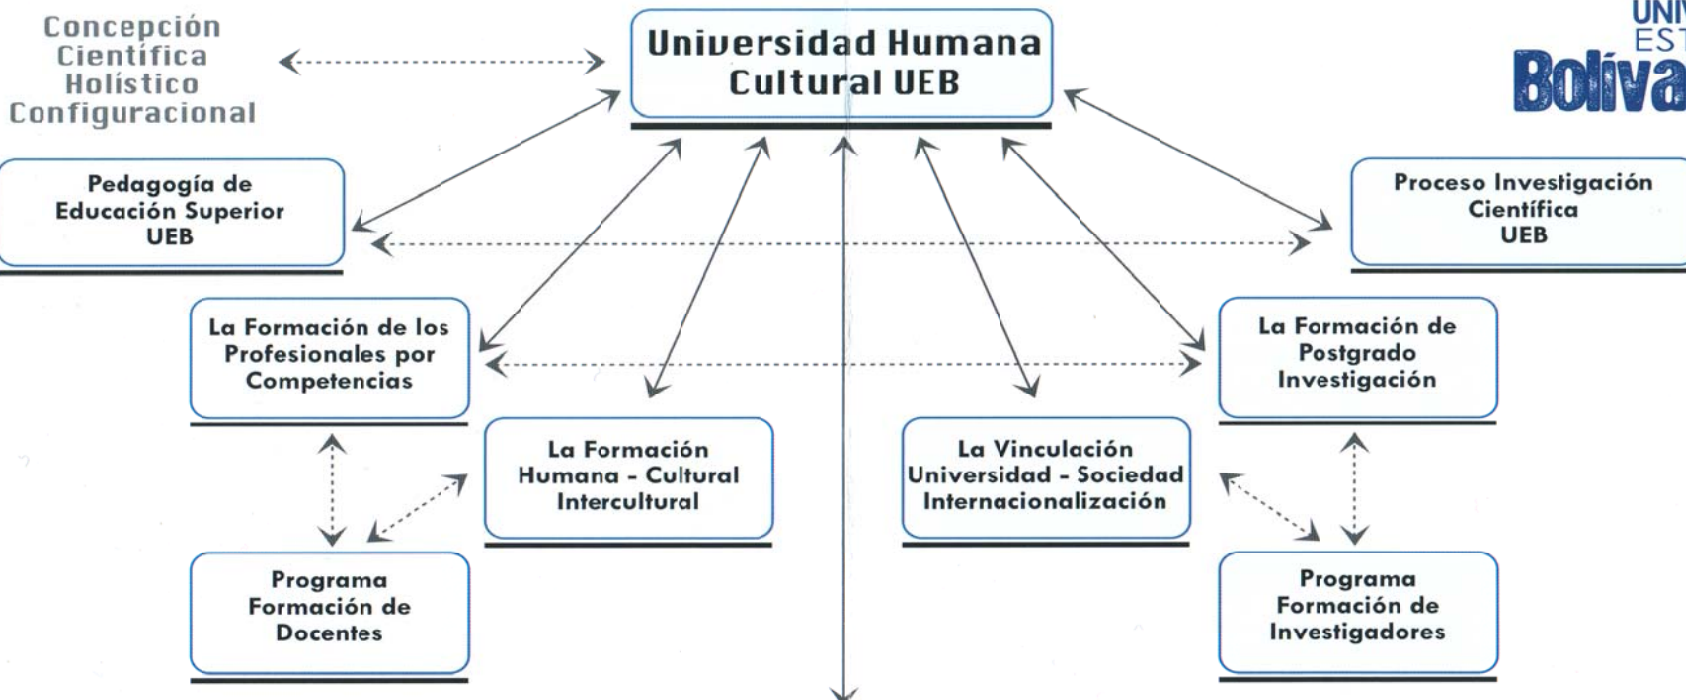 Concepción
Científica
Holístico
Configuracional
Universidad Humana
Cultural UEB
Bolíva
Pedagogía de
Educación Superior
UEB
Proceso Investigación
Científica
UEB
La Formación de los
Profesionales por
Competencias
La Formación de
Postgrado
Investigación
La Formación
Humana - Cultural
Intercultural
La Vinculación
Universidad - Sociedad
Internacionalización
Programa
Formación de
Docentes
Programa
Formación de
Investigadores